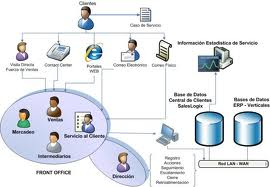 Clientes
Caso de Servicio
Visita Directa
Fuerza de Ventas
Contact Center
Portales
WEB
Correo Electrónico
Correo Físico
Información Estadística de Servicio
Base de Datos
Central de Clientes
SalesLogix
Bases de Datos
ERP - Verticales
Ventas
Mercadeo
Servicio al Cliente
Intermediarios
FRONT OFFICE
Dirección
Registro
Acciones
Seguimiento
Escalamiento
Cierre
Retroalimentación
Red LAN - WAN